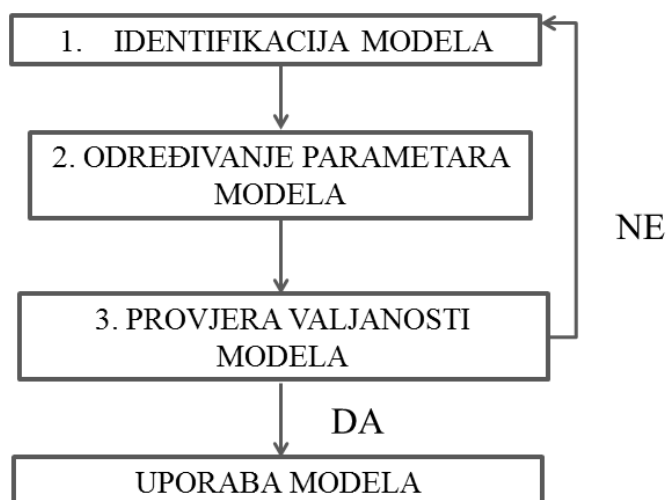 1. IDENTIFIKACIJA MODELA
2. ODREĐIVANJE PARAMETARA
MODELA
NE
3. PROVJERA VALJANOSTI
MODELA
DA
UPORABA MODELA